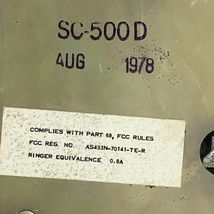 SC-500 D
AUG 1978
COMPLIES WITH PART 68, FCC RULES
FCC REG. NO. AS493N-70141-TE-R
RINGER EQUIVALENCE 0.8A